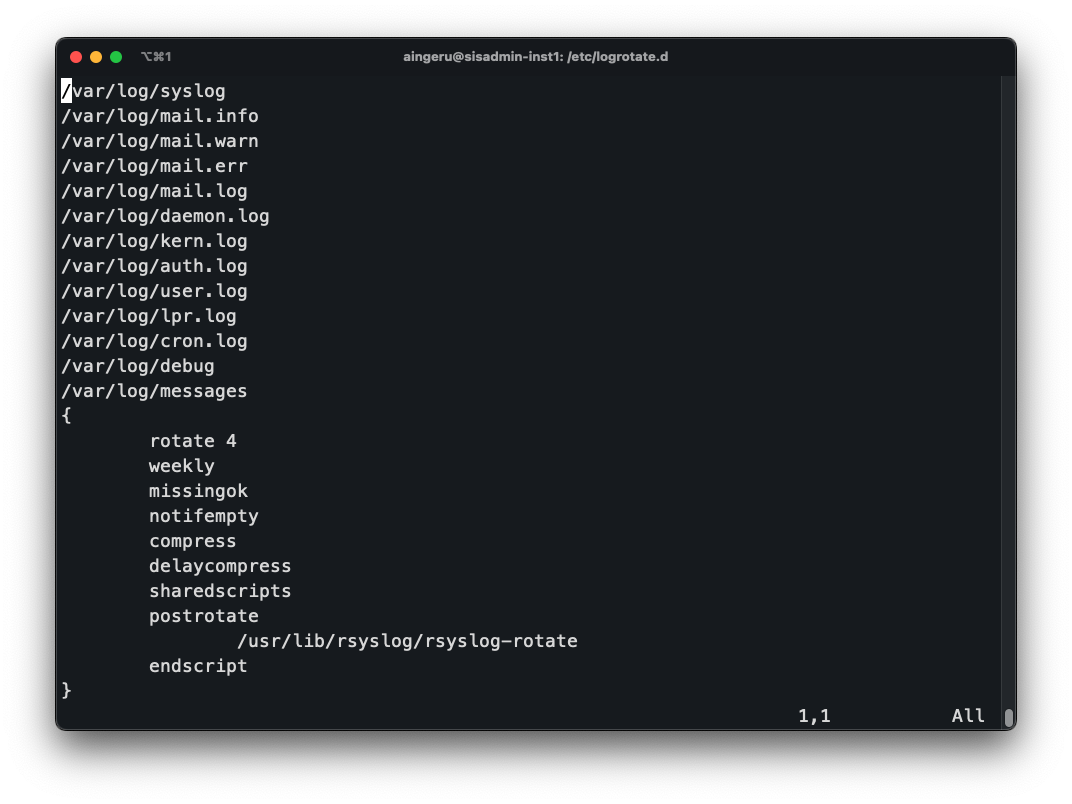 ⌥⌘1
aingeru@sisadmin-inst1: /etc/logrotate.d
/var/log/syslog
/var/log/mail.info
/var/log/mail.warn
/var/log/mail.err
/var/log/mail.log
/var/log/daemon.log
/var/log/kern.log
/var/log/auth.log
/var/log/user.log
/var/log/lpr.log
/var/log/cron.log
/var/log/debug
/var/log/messages
{
        rotate 4
        weekly
        missingok
        notifempty
        compress
        delaycompress
        sharedscripts
        postrotate
                /usr/lib/rsyslog/rsyslog-rotate
        endscript
}
1,1 All